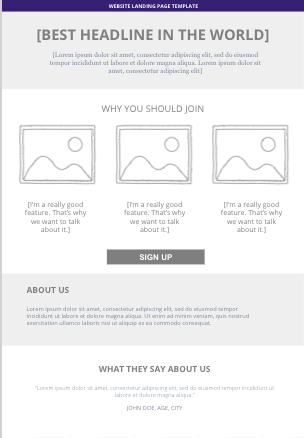 WEBSITE LANDING PAGE TEMPLATE
[BEST HEADLINE IN THE WORLD]
[Lorem ipsum dolor sit amet, consectetur adipiscing elit, sed do eiusmod
tempor incididunt ut labore et dolore magna aliqua. Lorem ipsum dolor sit
amet, consectetur adipiscing elit]
WHY YOU SHOULD JOIN
[I'm a really good
feature. That's why
we want to talk
about it.]
[I'm a really good
feature. That's why
we want to talk
about it.]
[I'm a really good
feature. That's why
we want to talk
about it.]
SIGN UP
ABOUT US
Lorem ipsum dolor sit amet, consectetur adipiscing elit, sed do eiusmod tempor
incididunt ut labore et dolore magna aliqua. Ut enim ad minim veniam, quis nostrud
exercitation ullamco laboris nisi ut aliquip ex ea commodo consequat.
WHAT THEY SAY ABOUT US
"Lorem ipsum dolor sit amet, consectetur adipiscing elit, sed do eiusmod tempor incididunt ut
labore et dolore magna aliqua."
JOHN DOE, AGE, CITY